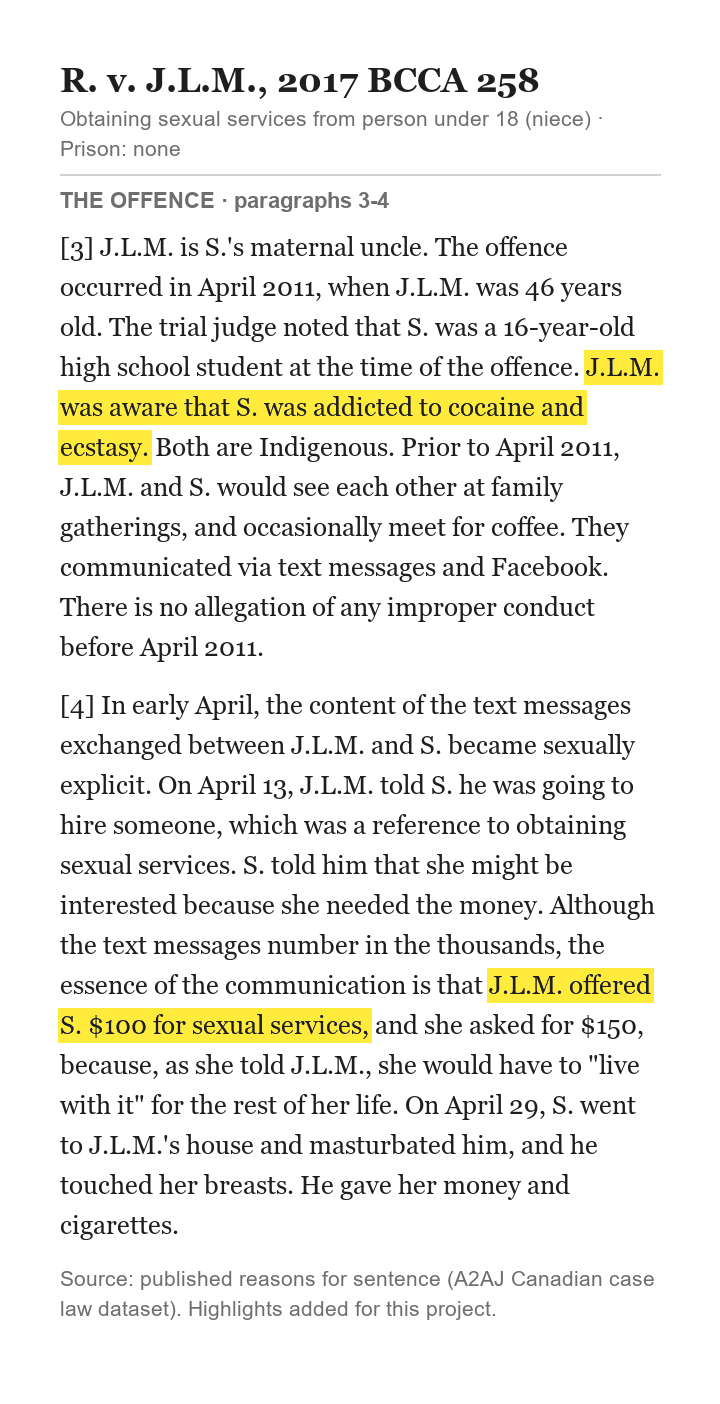 R. v. J.L.M., 2017 BCCA 258
Obtaining sexual services from person under 18 (niece) ·
Prison: none
THE OFFENCE · paragraphs 3-4
[3] J.L.M. is S.'s maternal uncle. The offence
occurred in April 2011, when J.L.M. was 46 years
old. The trial judge noted that S. was a 16-year-old
high school student at the time of the offence. J.L.M.
was aware that S. was addicted to cocaine and
ecstasy. Both are Indigenous. Prior to April 2011,
J.L.M. and S. would see each other at family
gatherings, and occasionally meet for coffee. They
communicated via text messages and Facebook.
There is no allegation of any improper conduct
before April 2011.
[4] In early April, the content of the text messages
exchanged between J.L.M. and S. became sexually
explicit. On April 13, J.L.M. told S. he was going to
hire someone, which was a reference to obtaining
sexual services. S. told him that she might be
interested because she needed the money. Although
the text messages number in the thousands, the
essence of the communication is that J.L.M. offered
S. $100 for sexual services, and she asked for $150,
because, as she told J.L.M., she would have to "live
with it" for the rest of her life. On April 29, S. went
to J.L.M.'s house and masturbated him, and he
touched her breasts. He gave her money and
cigarettes.
Source: published reasons for sentence (A2AJ Canadian case
law dataset). Highlights added for this project.